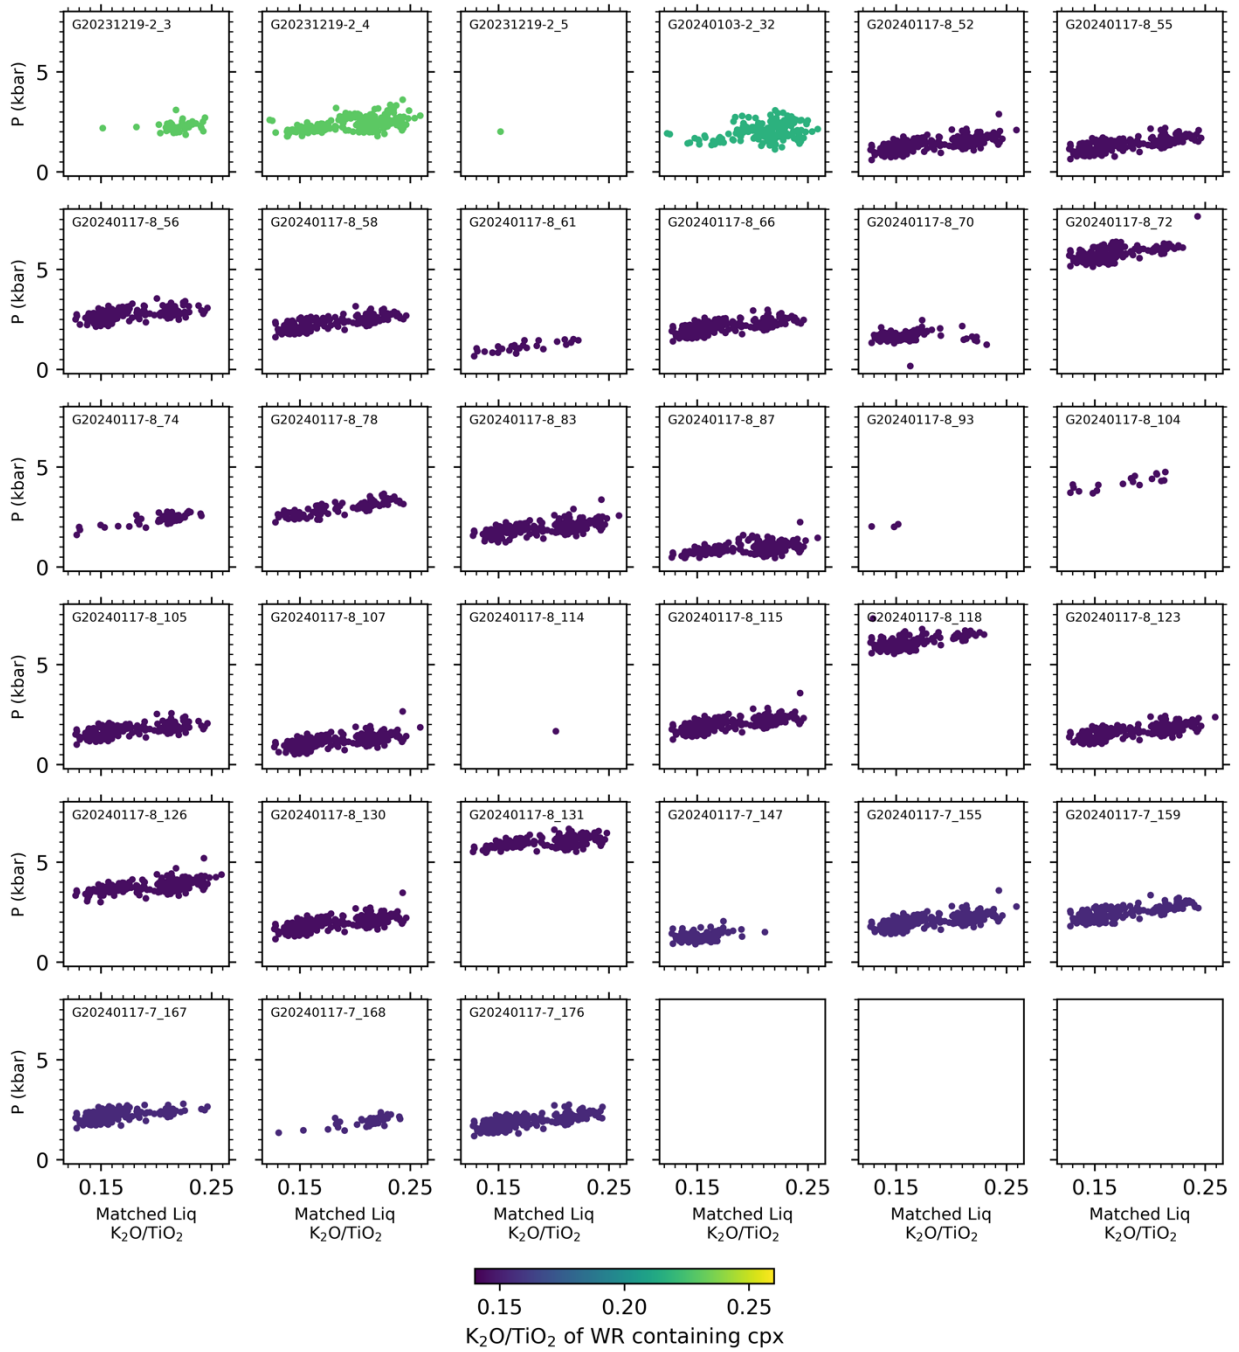 G20231219-2_3
G20231219-2_4
G20231219-2_5
G20240103-2_32
G20240117-8_52
G20240117-8_55
5
0
P (kbar)
G20240117-8_56
G20240117-8_58
G20240117-8_61
G20240117-8_66
G20240117-8_70
G20240117-8_72
5
0
P (kbar)
G20240117-8_74
G20240117-8_78
G20240117-8_83
G20240117-8_87
G20240117-8_93
G20240117-8_104
5
0
P (kbar)
G20240117-8_105
G20240117-8_107
G20240117-8_114
G20240117-8_115
G20240117-8_118
G20240117-8_123
5
0
P (kbar)
G20240117-8_126
G20240117-8_130
G20240117-8_131
G20240117-7_147
G20240117-7_155
G20240117-7_159
5
0
P (kbar)
G20240117-7_167
G20240117-7_168
G20240117-7_176
5
0
P (kbar)
0.15 0.25 0.15 0.25 0.15 0.25 0.15 0.25 0.15 0.25 0.15 0.25
Matched Liq Matched Liq Matched Liq Matched Liq Matched Liq Matched Liq
K₂O/TiO₂ K₂O/TiO₂ K₂O/TiO₂ K₂O/TiO₂ K₂O/TiO₂ K₂O/TiO₂
0.15 0.20 0.25
K₂O/TiO₂ of WR containing cpx